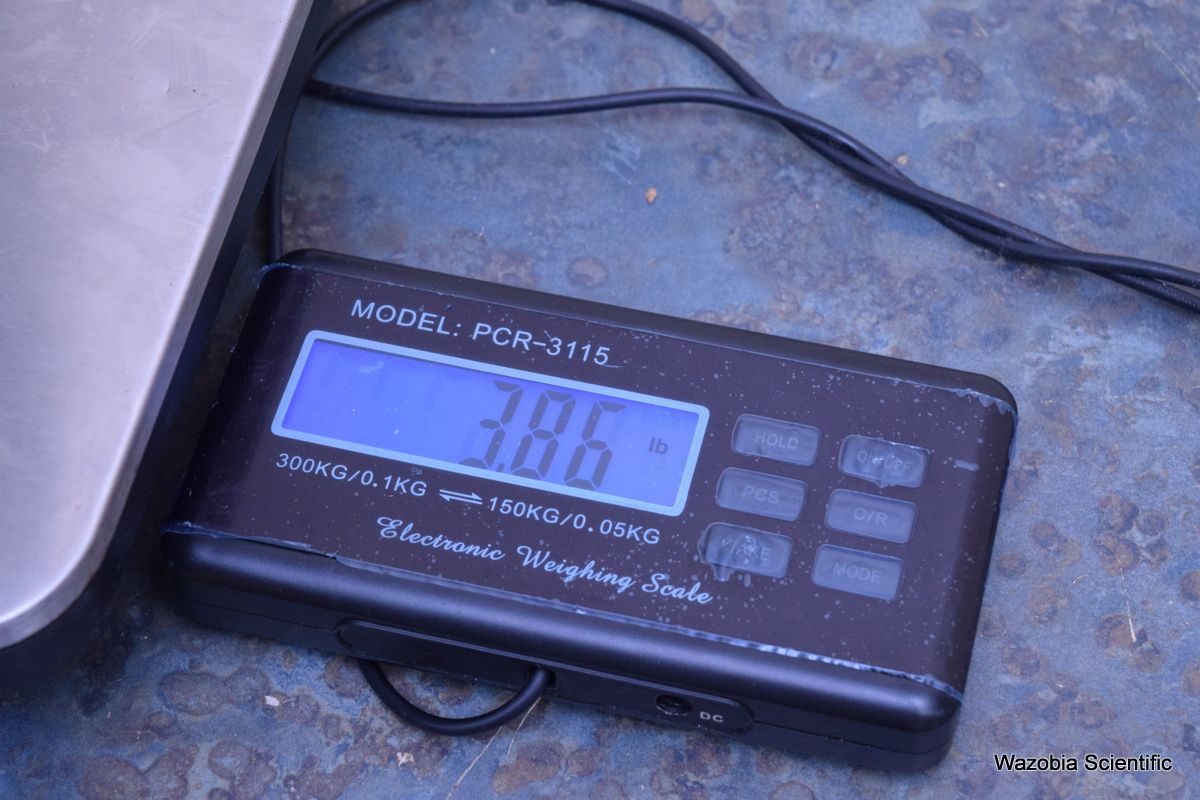 MODEL: PCR-3115
3.86 lb
300KG/0.1KG ⇌ 150KG/0.05KG
Electronic Weighing Scale
HOLD ON/OFF
PCS C/R
MODE
DC
Wazobia Scientific